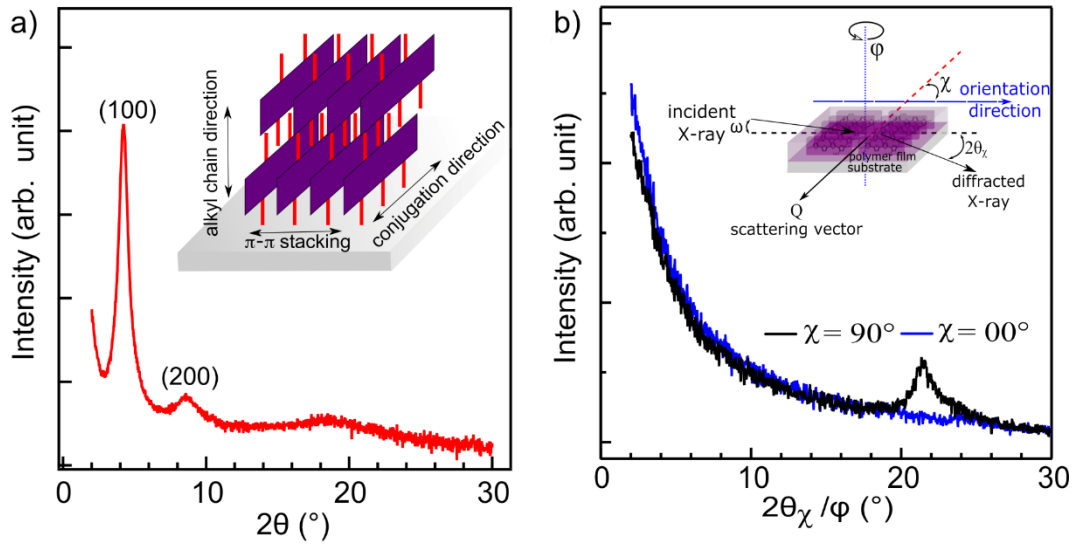 a)
Intensity (arb. unit)
(100)
(200)
alkyl chain direction
π-π stacking
conjugation direction
0
10
20
30
2θ (°)
b)
Intensity (arb. unit)
φ
χ
orientation
direction
incident
X-ray
ω
2θχ
polymer film
substrate
diffracted
X-ray
Q
scattering vector
χ = 90°
χ = 00°
0
10
20
30
2θχ /φ (°)